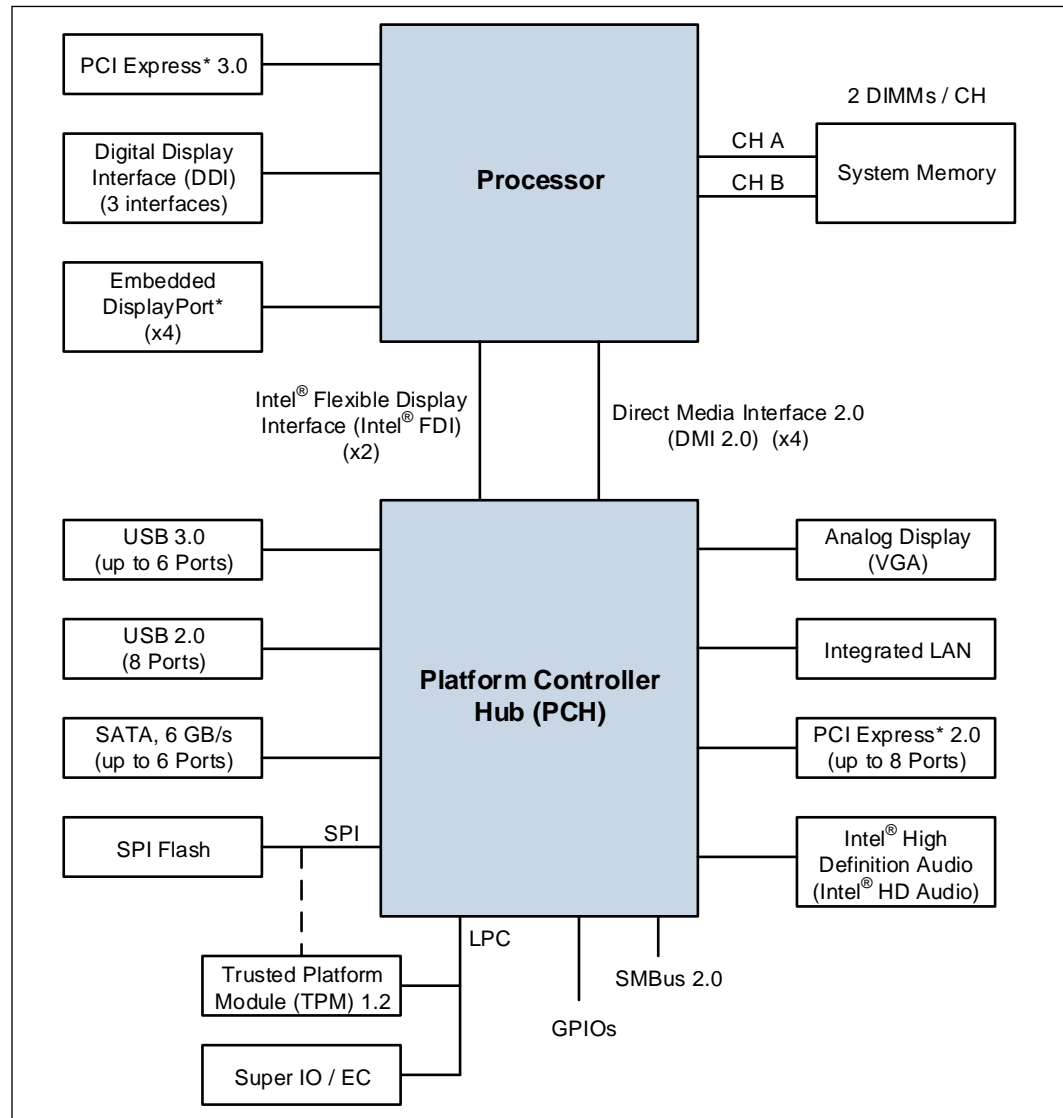 PCI Express* 3.0
Digital Display
Interface (DDI)
(3 interfaces)
Embedded
DisplayPort*
(x4)
Processor
2 DIMMs / CH
CH A
CH B
System Memory
Intel® Flexible Display
Interface (Intel® FDI)
(x2)
Direct Media Interface 2.0
(DMI 2.0) (x4)
USB 3.0
(up to 6 Ports)
USB 2.0
(8 Ports)
SATA, 6 GB/s
(up to 6 Ports)
SPI Flash
SPI
Platform Controller
Hub (PCH)
Analog Display
(VGA)
Integrated LAN
PCI Express* 2.0
(up to 8 Ports)
Intel® High
Definition Audio
(Intel® HD Audio)
LPC
Trusted Platform
Module (TPM) 1.2
Super IO / EC
SMBus 2.0
GPIOs